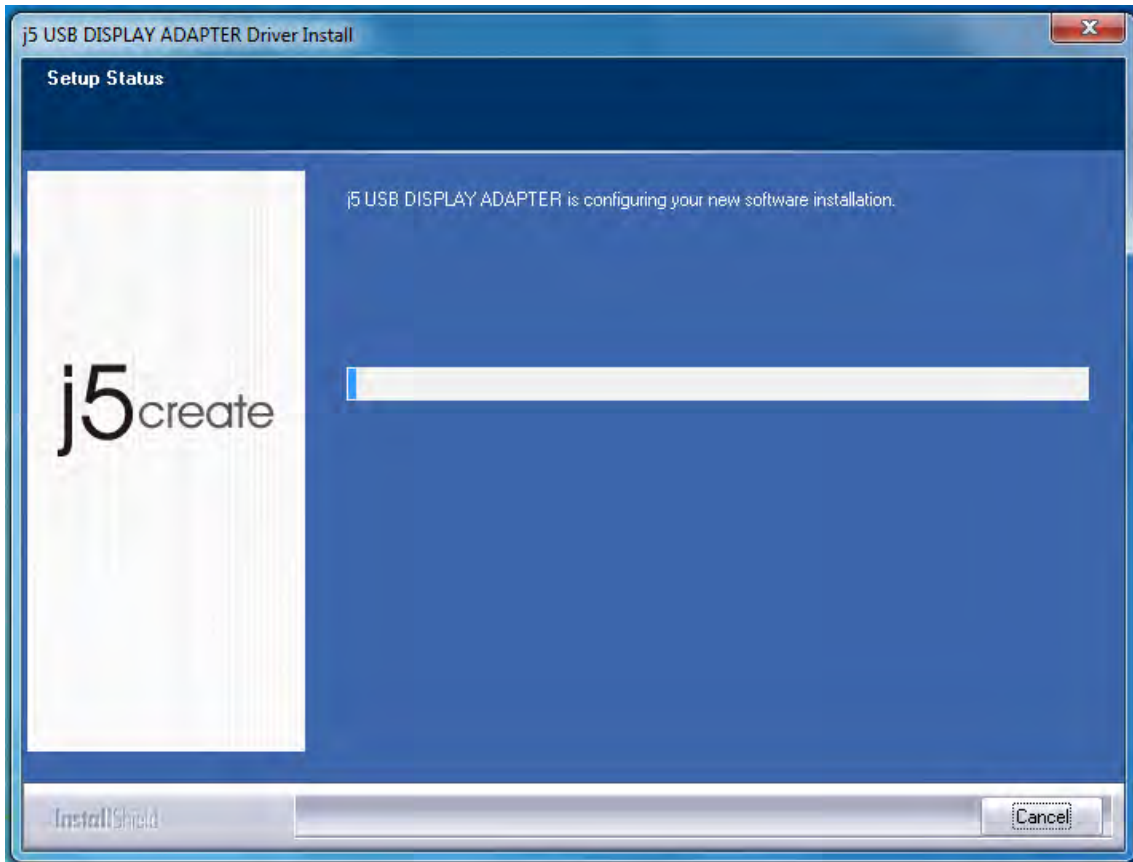 j5 USB DISPLAY ADAPTER Driver Install
Setup Status
j5 USB DISPLAY ADAPTER is configuring your new software installation.
j5create
InstallShield
Cancel